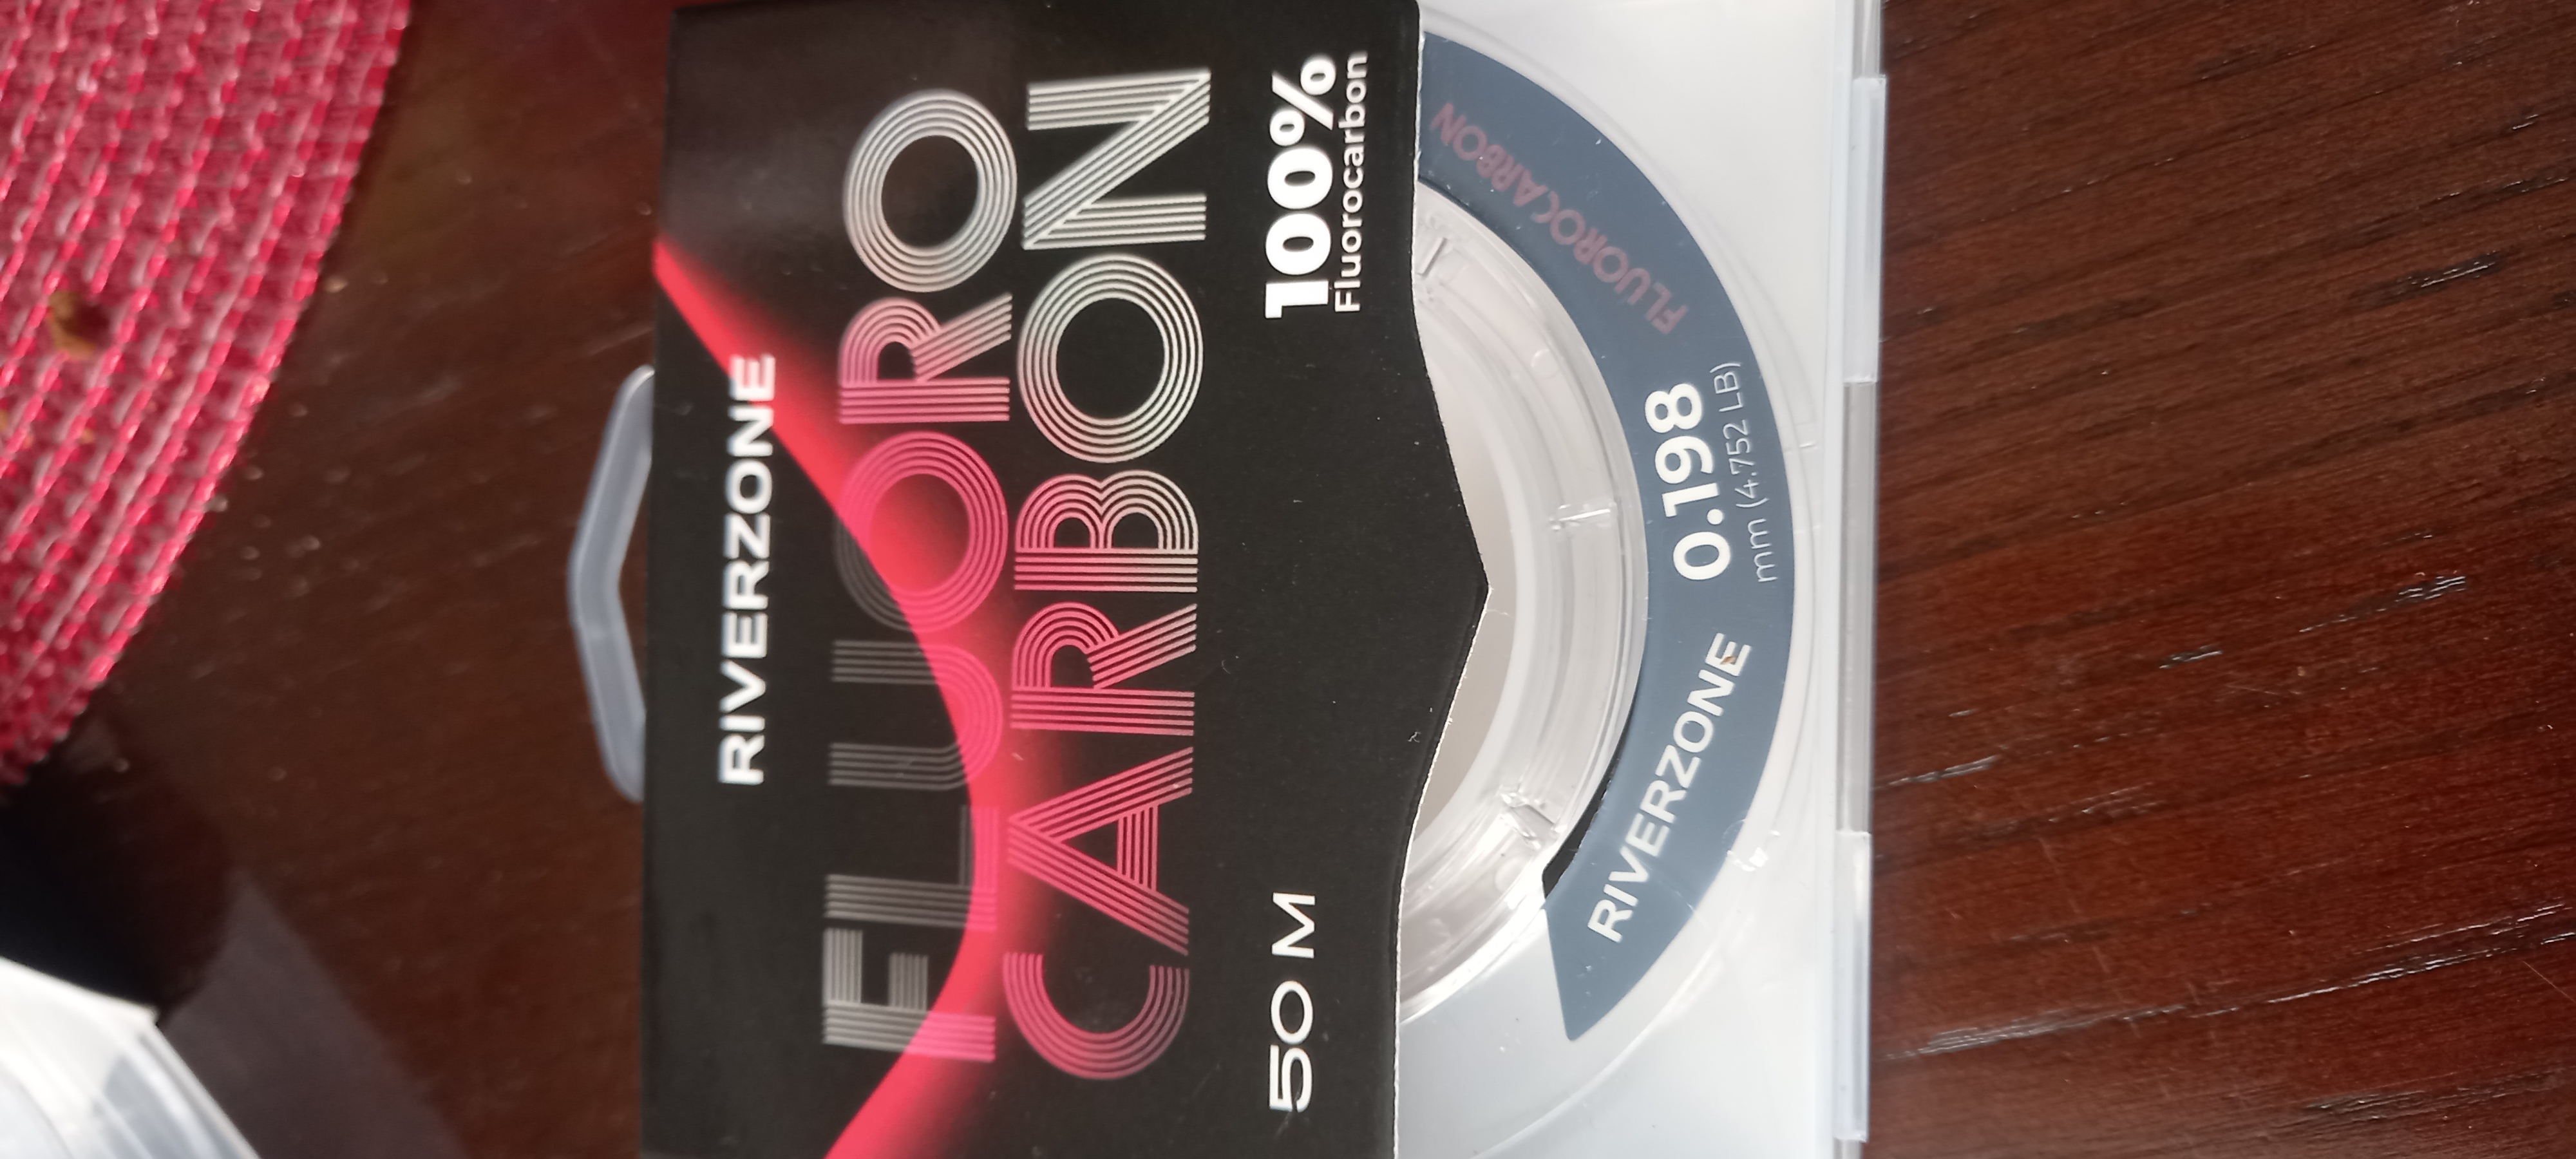 RIVERZONE
FLUORO
CARBON
50 M
100%
Fluorocarbon
RIVERZONE
0.198
mm (4.752 LB)
FLUOROCARBON